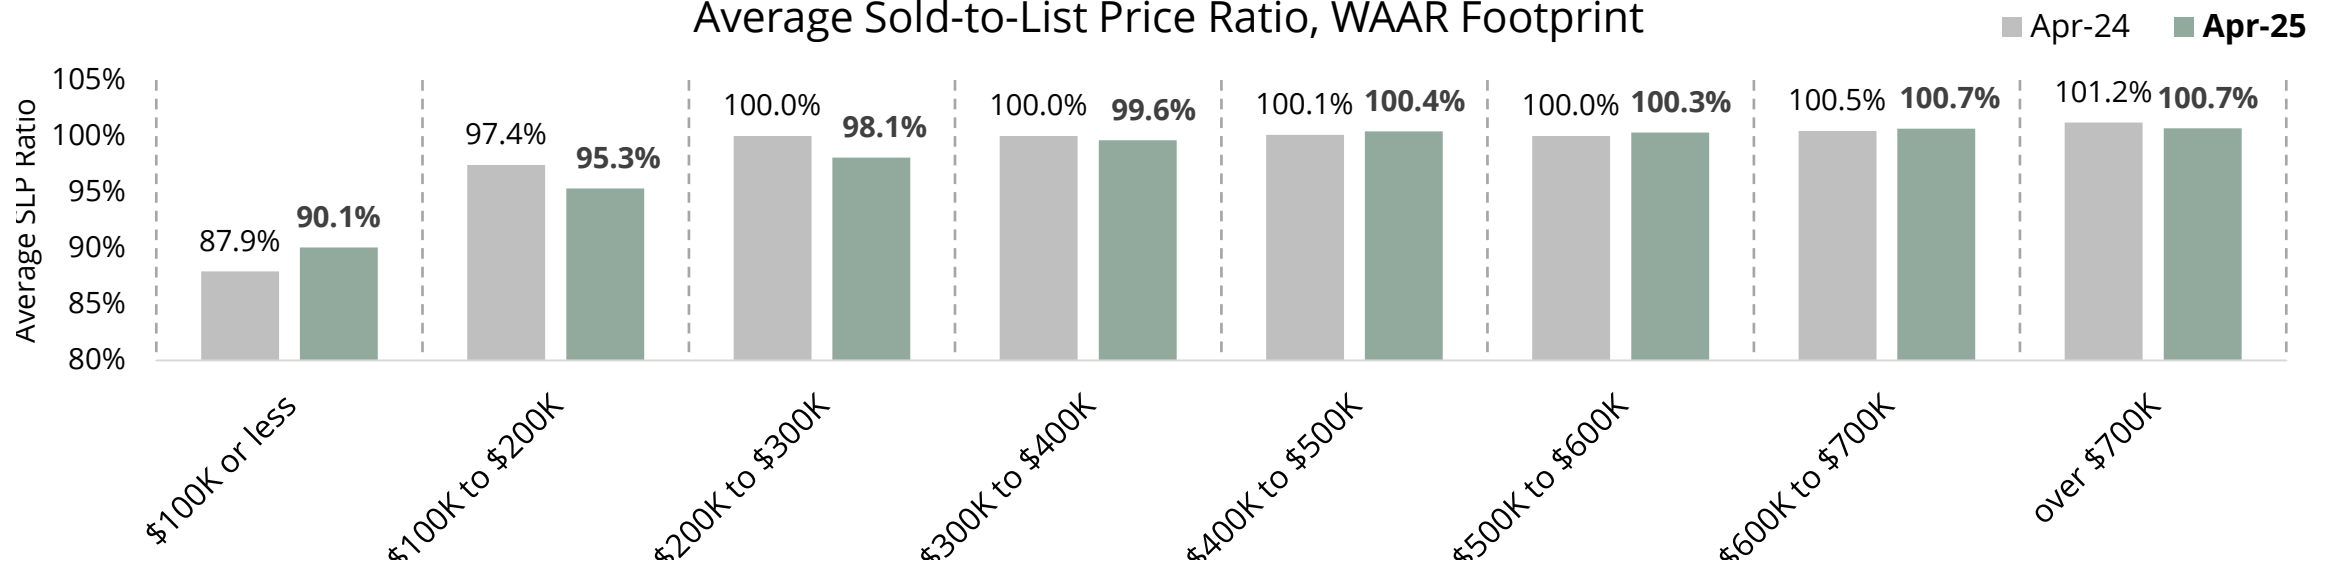 Average Sold-to-List Price Ratio, WAAR Footprint
Apr-24 Apr-25
Average SLP Ratio
105%
100%
95%
90%
85%
80%
87.9% 90.1%
97.4% 95.3%
100.0% 98.1%
100.0% 99.6%
100.1% 100.4%
100.0% 100.3%
100.5% 100.7%
101.2% 100.7%
$100K or less
$100K to $200K
$200K to $300K
$300K to $400K
$400K to $500K
$500K to $600K
$600K to $700K
over $700K